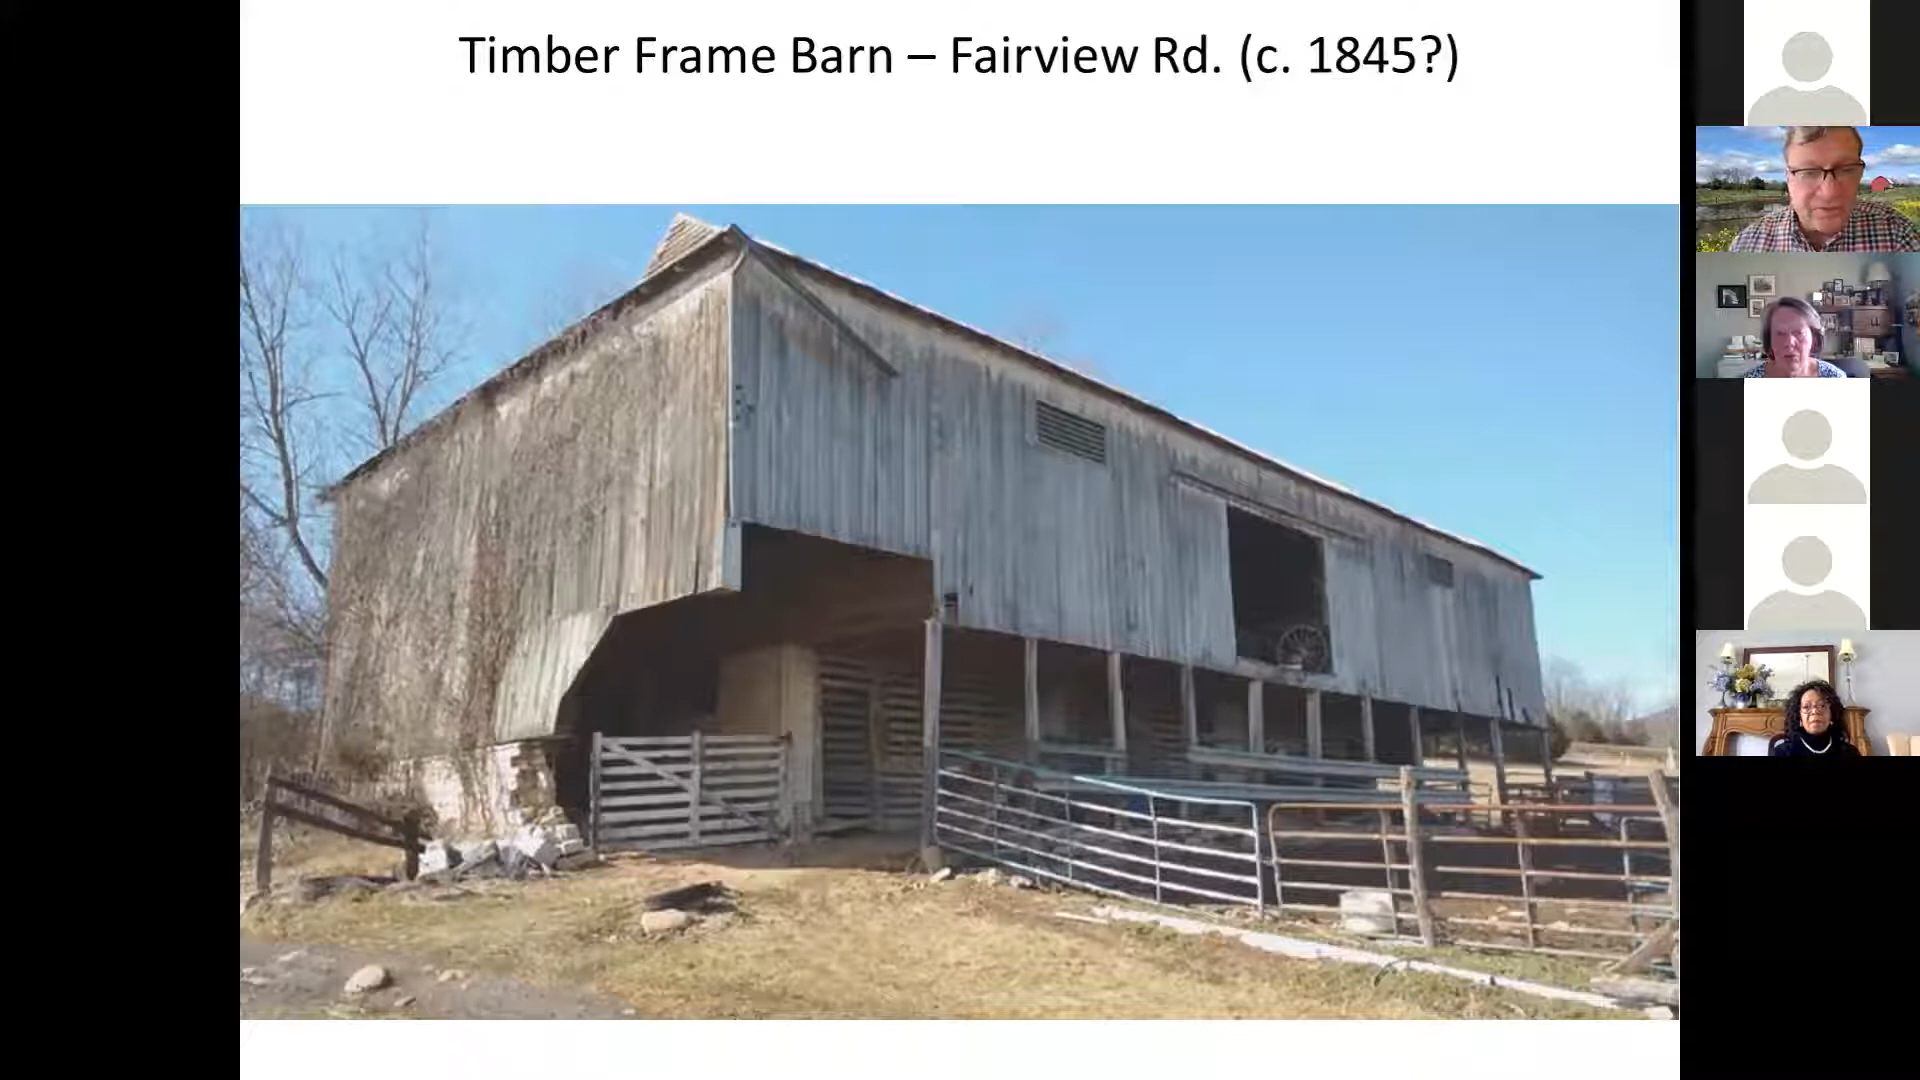 Timber Frame Barn – Fairview Rd. (c. 1845?)